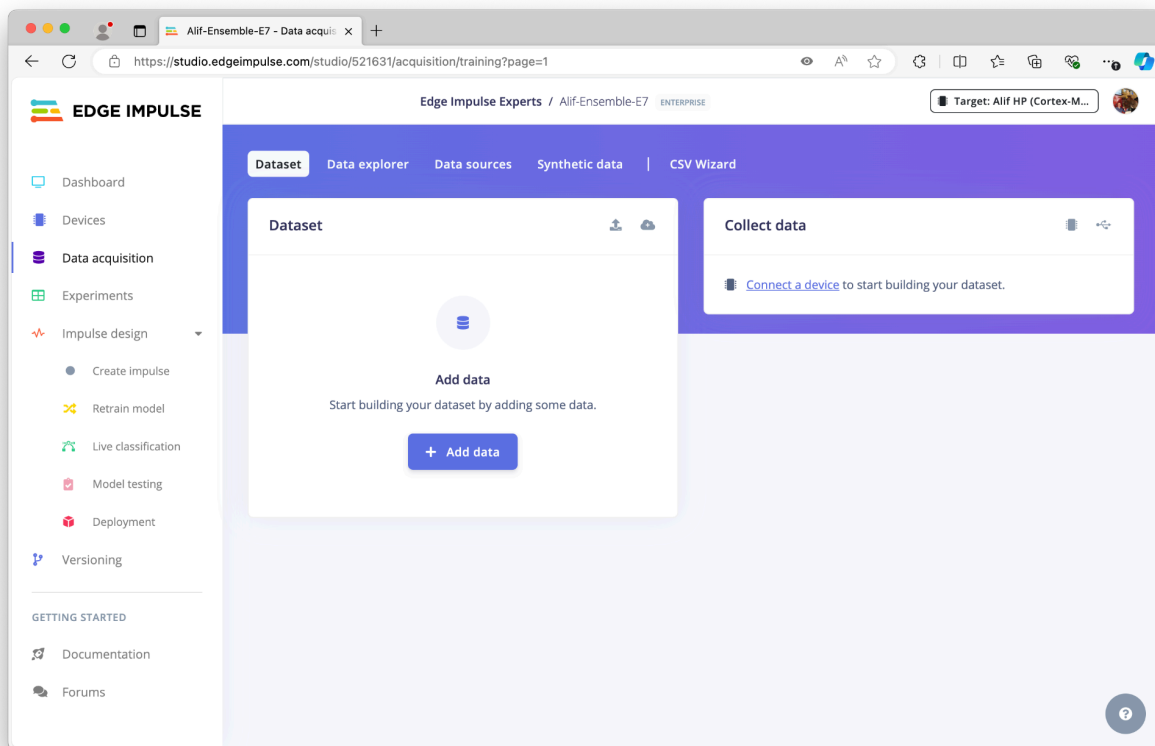 Alif-Ensemble-E7 - Data acquis
https://studio.edgeimpulse.com/studio/521631/acquisition/training?page=1
EDGE IMPULSE
Edge Impulse Experts / Alif-Ensemble-E7 ENTERPRISE
Target: Alif HP (Cortex-M...
Dashboard
Devices
Data acquisition
Experiments
Impulse design
Create impulse
Retrain model
Live classification
Model testing
Deployment
Versioning
GETTING STARTED
Documentation
Forums
Dataset Data explorer Data sources Synthetic data | CSV Wizard
Dataset
Add data
Start building your dataset by adding some data.
+ Add data
Collect data
Connect a device to start building your dataset.